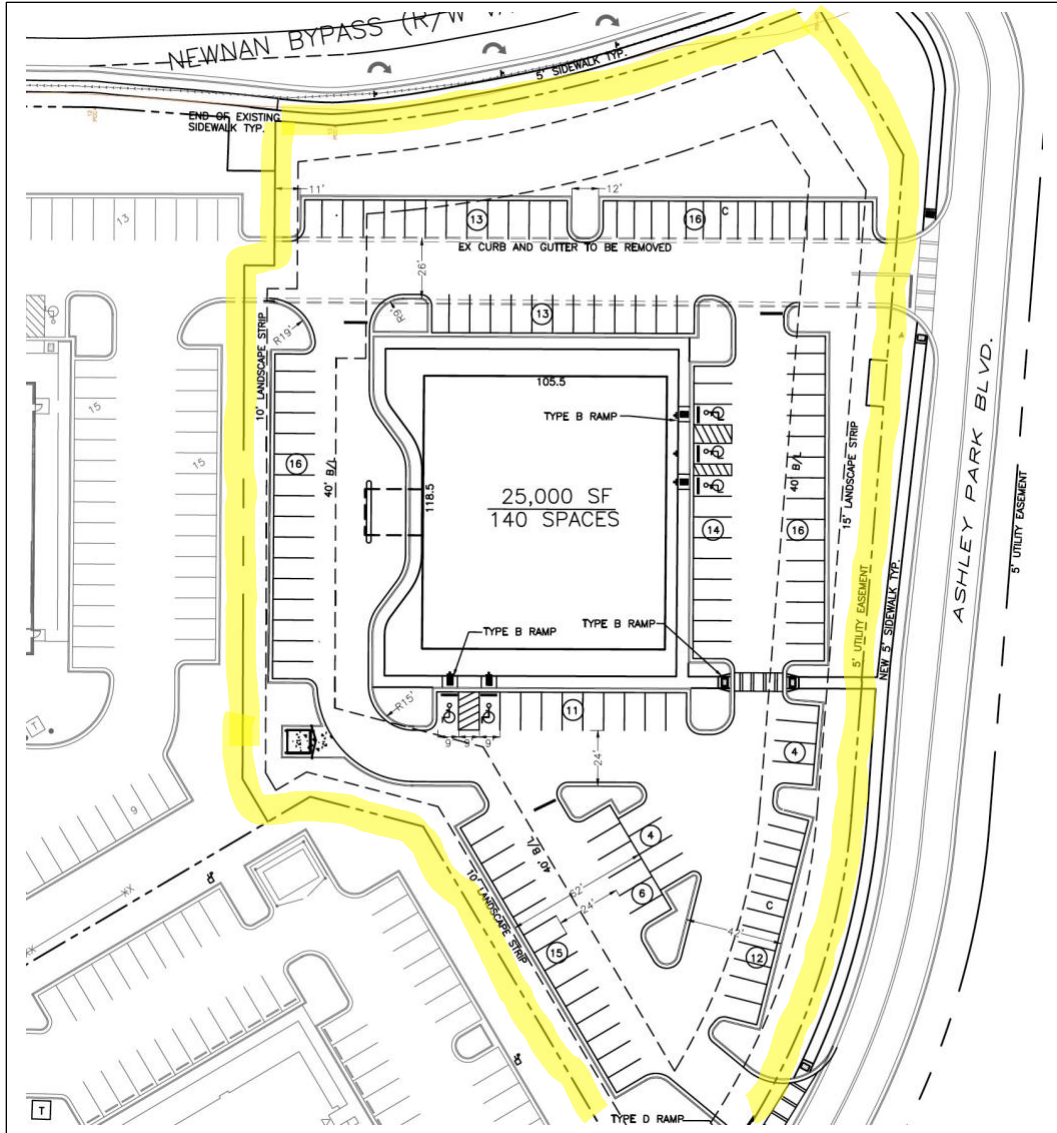 NEWNAN BYPASS (R/W
5' SIDEWALK TYP.
END OF EXISTING
SIDEWALK TYP.
11'
12'
13
13
16
C
EX CURB AND GUTTER TO BE REMOVED
26'
R9'
13
R19'
10' LANDSCAPE STRIP
105.5
TYPE B RAMP
15
15
16
40' B/L
118.5
25,000 SF
140 SPACES
14
40' B/L
16
15' LANDSCAPE STRIP
ASHLEY PARK BLVD.
5' UTILITY EASEMENT
5' UTILITY EASEMENT
NEW 5' SIDEWALK TYP.
TYPE B RAMP
TYPE B RAMP
R15'
11
9'
9'
9'
T
24'
4
9
40' B/L
4
62'
6
24'
10' LANDSCAPE STRIP
C
42'
15
12
XX
XX
T
TYPE D RAMP